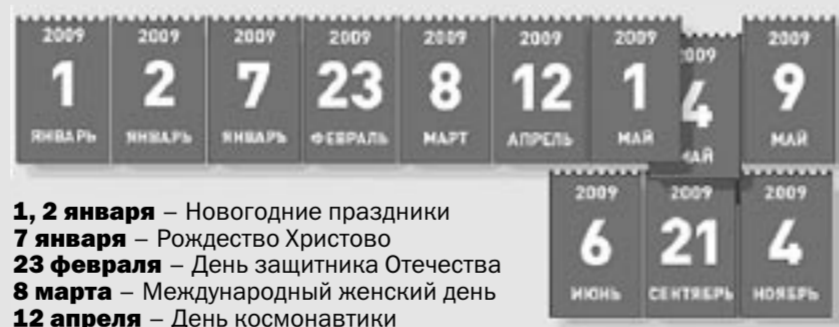 2009 2009 2009 2009 2009 2009 2009 2009 2009
1 2 7 23 8 12 1 4 9
ЯНВАРЬ ЯНВАРЬ ЯНВАРЬ ФЕВРАЛЬ МАРТ АПРЕЛЬ МАЙ МАЙ МАЙ
2009 2009 2009
6 21 4
ИЮНЬ СЕНТЯБРЬ НОЯБРЬ
1, 2 января – Новогодние праздники
7 января – Рождество Христово
23 февраля – День защитника Отечества
8 марта – Международный женский день
12 апреля – День космонавтики